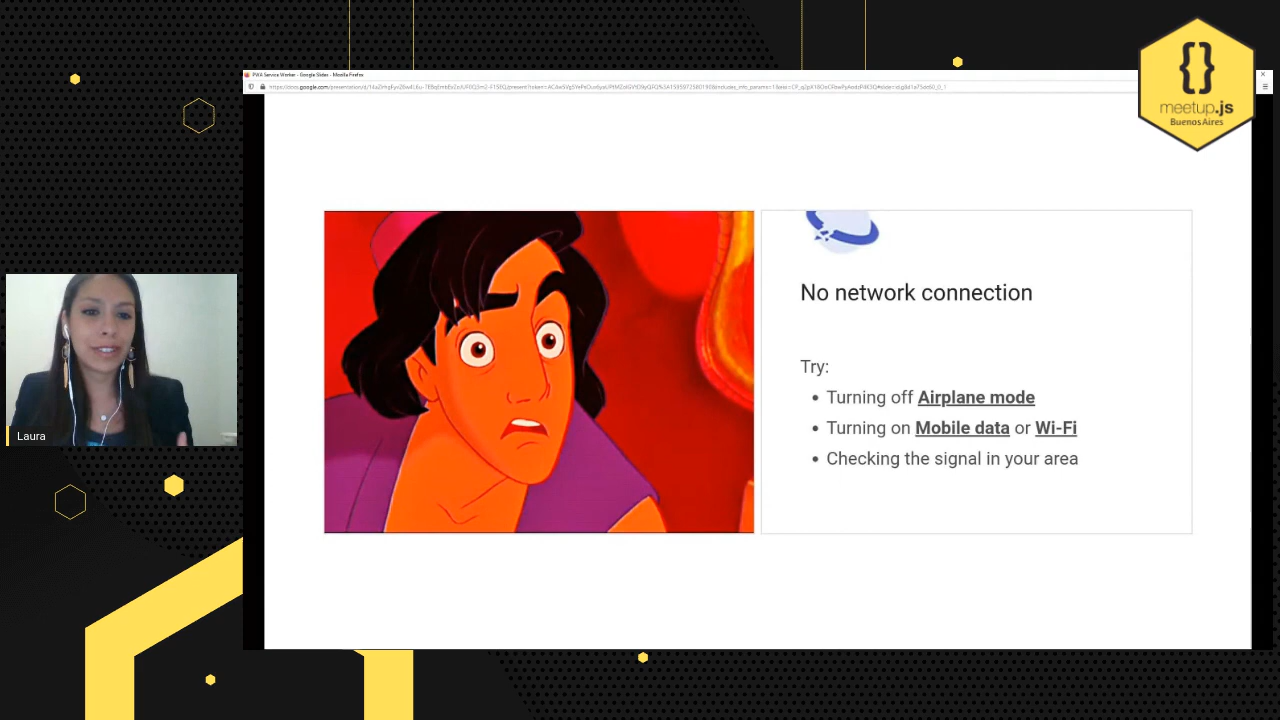 PWA Service Worker - Google Slides - Mozilla Firefox
{}
meetup.js
Buenos Aires
No network connection
Try:
Turning off Airplane mode
Turning on Mobile data or Wi-Fi
Checking the signal in your area
Laura